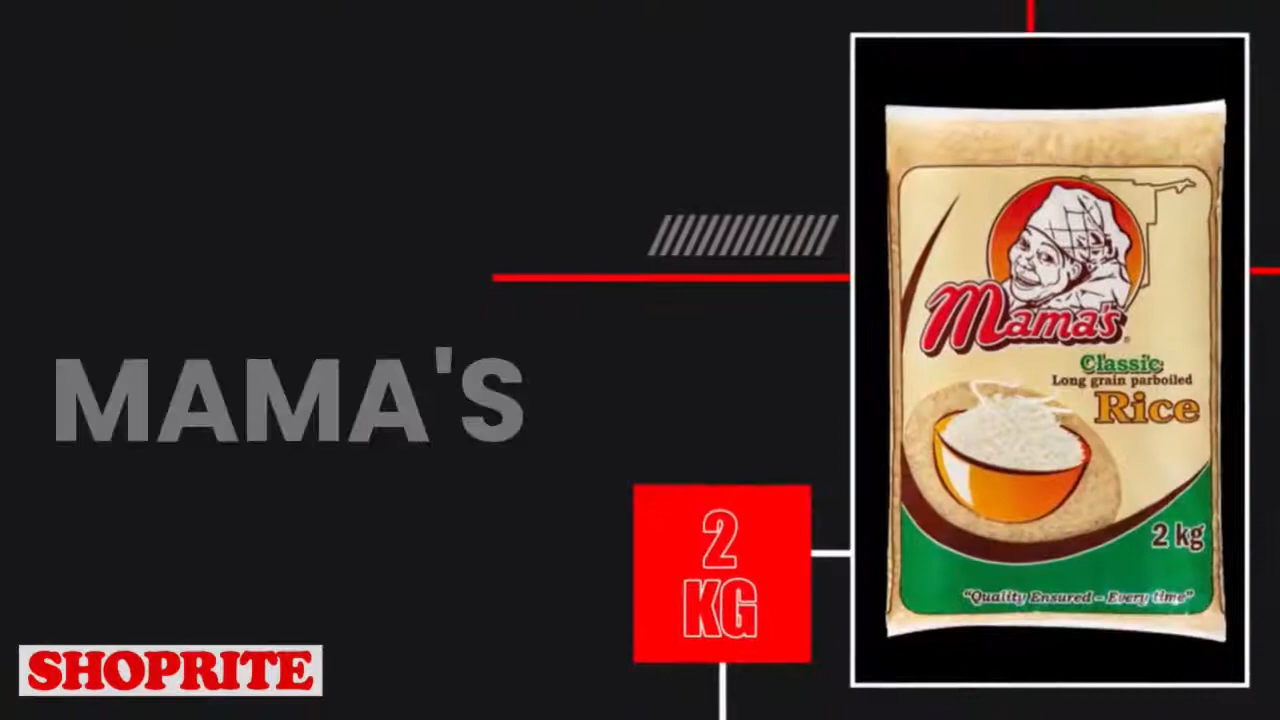 MAMA'S
2
KG
SHOPRITE
Mama's
Classic
Long grain parboiled
Rice
2 kg
"Quality Ensured - Every time"